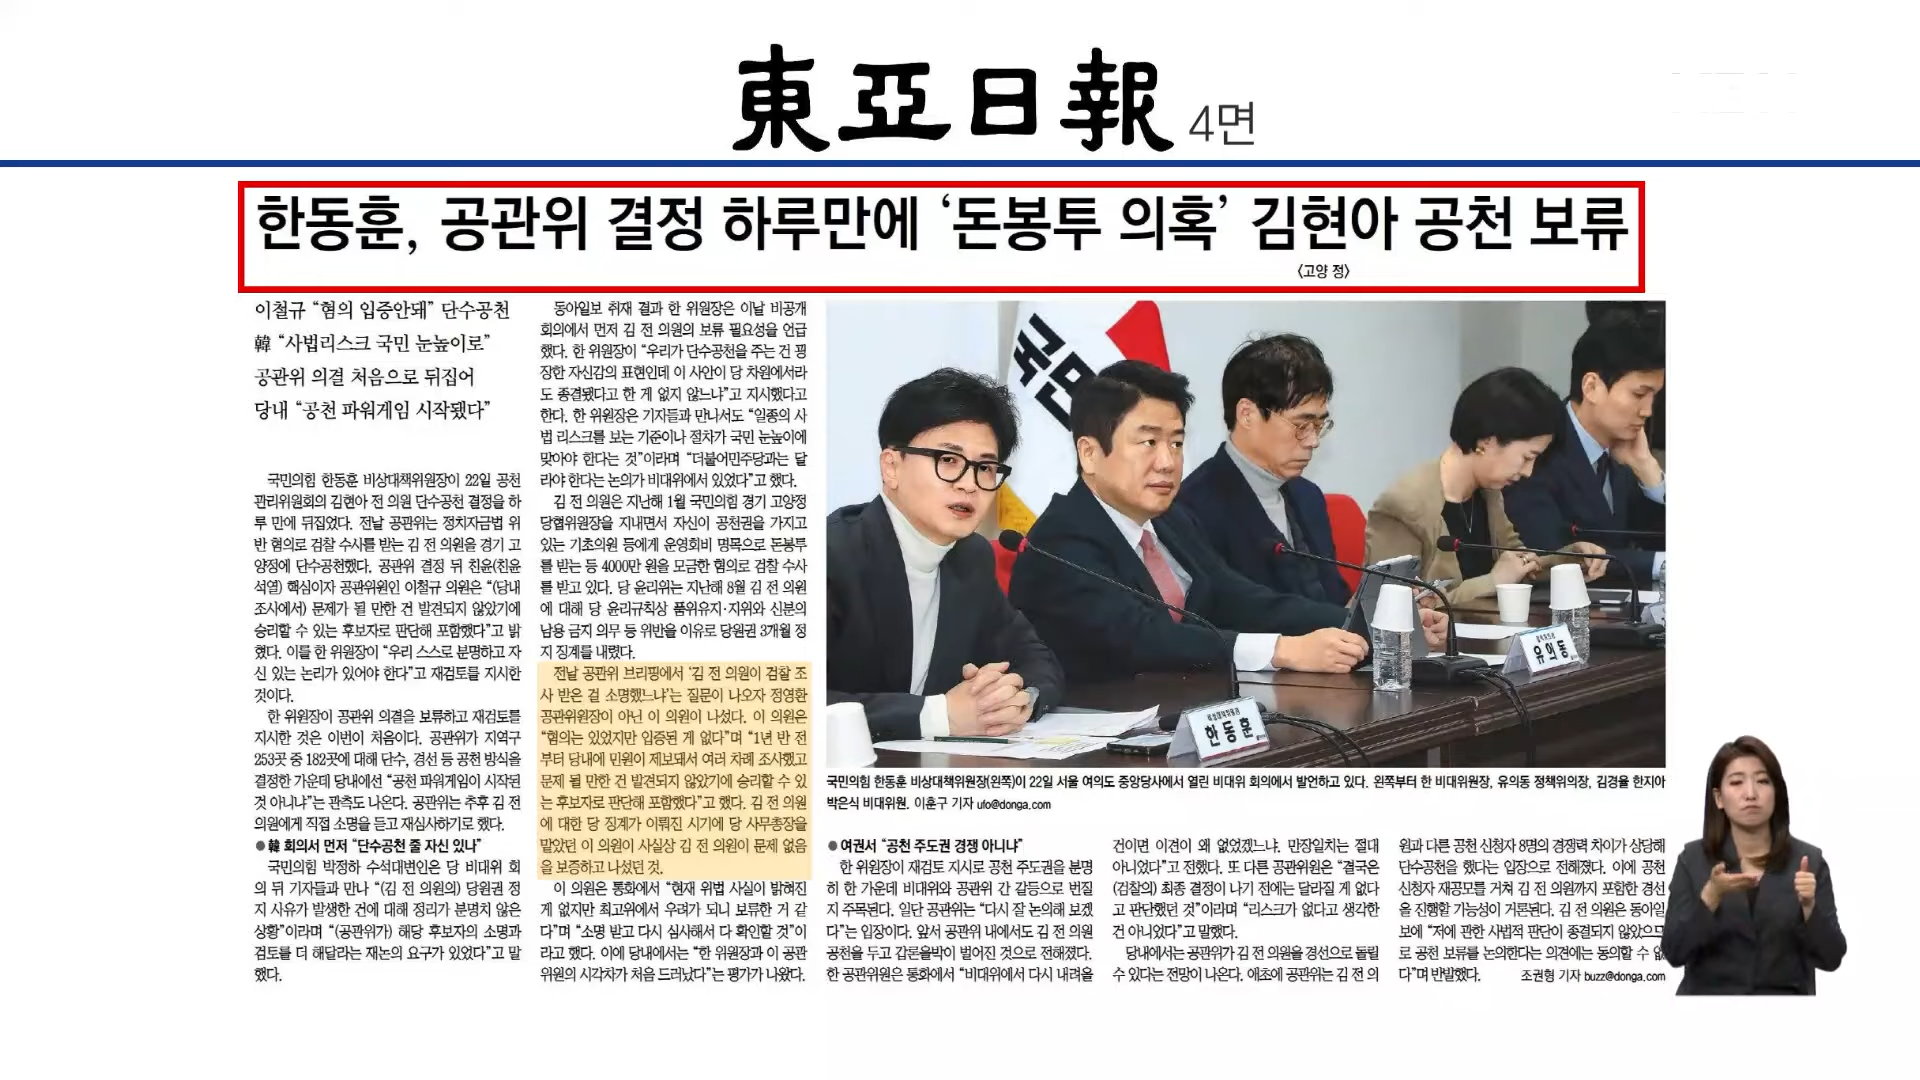 東亞日報 4면
한동훈, 공관위 결정 하루만에 ‘돈봉투 의혹’ 김현아 공천 보류
〈고양 정〉
이철규 “혐의 입증안돼” 단수공천
韓 “사법리스크 국민 눈높이로”
공관위 의결 처음으로 뒤집어
당내 “공천 파워게임 시작됐다”
국민의힘 한동훈 비상대책위원장이 22일 공천
관리위원회의 김현아 전 의원 단수공천 결정을 하
루 만에 뒤집었다. 전날 공관위는 정치자금법 위
반 혐의로 검찰 수사를 받는 김 전 의원을 경기 고
양정에 단수공천했다. 공관위 결정 뒤 친윤(친윤
석열) 핵심이자 공관위원인 이철규 의원은 “(당내
조사에서) 문제가 될 만한 건 발견되지 않았기에
승리할 수 있는 후보자로 판단해 포함했다”고 밝
혔다. 이를 한 위원장이 “우리 스스로 분명하고 자
신 있는 논리가 있어야 한다”고 재검토를 지시한
것이다.
한 위원장이 공관위 의결을 보류하고 재검토를
지시한 것은 이번이 처음이다. 공관위가 지역구
253곳 중 182곳에 대해 단수, 경선 등 공천 방식을
결정한 가운데 당내에선 “공천 파워게임이 시작된
것 아니냐”는 관측도 나온다. 공관위는 추후 김 전
의원에게 직접 소명을 듣고 재심사하기로 했다.
●韓 회의서 먼저 “단수공천 줄 자신 있나”
국민의힘 박정하 수석대변인은 당 비대위 회
의 뒤 기자들과 만나 “(김 전 의원의) 당원권 정
지 사유가 발생한 건에 대해 정리가 분명치 않은
상황”이라며 “(공관위가) 해당 후보자의 소명과
검토를 더 해달라는 재논의 요구가 있었다”고 말
했다.
동아일보 취재 결과 한 위원장은 이날 비공개
회의에서 먼저 김 전 의원의 보류 필요성을 언급
했다. 한 위원장이 “우리가 단수공천을 주는 건 굉
장한 자신감의 표현인데 이 사안이 당 차원에서라
도 종결됐다고 한 게 없지 않느냐”고 지시했다고
한다. 한 위원장은 기자들과 만나서도 “일종의 사
법 리스크를 보는 기준이나 절차가 국민 눈높이에
맞아야 한다는 것”이라며 “더불어민주당과는 달
라야 한다는 논의가 비대위에서 있었다”고 했다.
김 전 의원은 지난해 1월 국민의힘 경기 고양정
당협위원장을 지내면서 자신이 공천권을 가지고
있는 기초의원 등에게 운영회비 명목으로 돈봉투
를 받는 등 4000만 원을 모금한 혐의로 검찰 수사
를 받고 있다. 당 윤리위는 지난해 8월 김 전 의원
에 대해 당 윤리규칙상 품위유지·지위와 신분의
남용 금지 의무 등 위반을 이유로 당원권 3개월 정
지 징계를 내렸다.
전날 공관위 브리핑에서 ‘김 전 의원이 검찰 조
사 받은 걸 소명했느냐’는 질문이 나오자 정영환
공관위원장이 아닌 이 의원이 나섰다. 이 의원은
“혐의는 있었지만 입증된 게 없다”며 “1년 반 전
부터 당내에 민원이 제보돼서 여러 차례 조사했고
문제 될 만한 건 발견되지 않았기에 승리할 수 있
는 후보자로 판단해 포함했다”고 했다. 김 전 의원
에 대한 당 징계가 이뤄진 시기에 당 사무총장을
맡았던 이 의원이 사실상 김 전 의원이 문제 없음
을 보증하고 나섰던 것.
이 의원은 통화에서 “현재 위법 사실이 밝혀진
게 없지만 최고위에서 우려가 되니 보류한 거 같
다”며 “소명 받고 다시 심사해서 다 확인할 것”이
라고 했다. 이에 당내에서는 “한 위원장과 이 공관
위원의 시각차가 처음 드러났다”는 평가가 나왔다.
국민
한동훈
유의동
국민의힘 한동훈 비상대책위원장(왼쪽)이 22일 서울 여의도 중앙당사에서 열린 비대위 회의에서 발언하고 있다. 왼쪽부터 한 비대위원장, 유의동 정책위의장, 김경율 한지아
박은식 비대위원. 이훈구 기자 ufo@donga.com
●여권서 “공천 주도권 경쟁 아니냐”
한 위원장이 재검토 지시로 공천 주도권을 분명
히 한 가운데 비대위와 공관위 간 갈등으로 번질
지 주목된다. 일단 공관위는 “다시 잘 논의해 보겠
다”는 입장이다. 앞서 공관위 내에서도 김 전 의원
공천을 두고 갑론을박이 벌어진 것으로 전해졌다.
한 공관위원은 통화에서 “비대위에서 다시 내려올
건이면 이견이 왜 없었겠느냐. 만장일치는 절대
아니었다”고 전했다. 또 다른 공관위원은 “결국은
(검찰의) 최종 결정이 나기 전에는 달라질 게 없다
고 판단했던 것”이라며 “리스크가 없다고 생각한
건 아니었다”고 말했다.
당내에서는 공관위가 김 전 의원을 경선으로 돌릴
수 있다는 전망이 나온다. 애초에 공관위는 김 전 의
원과 다른 공천 신청자 8명의 경쟁력 차이가 상당해
단수공천을 했다는 입장으로 전해졌다. 이에 공천
신청자 재공모를 거쳐 김 전 의원까지 포함한 경선
을 진행할 가능성이 거론된다. 김 전 의원은 동아일
보에 “저에 관한 사법적 판단이 종결되지 않았으므
로 공천 보류를 논의한다는 의견에는 동의할 수 없
다”며 반발했다. 조권형 기자 buzz@donga.com